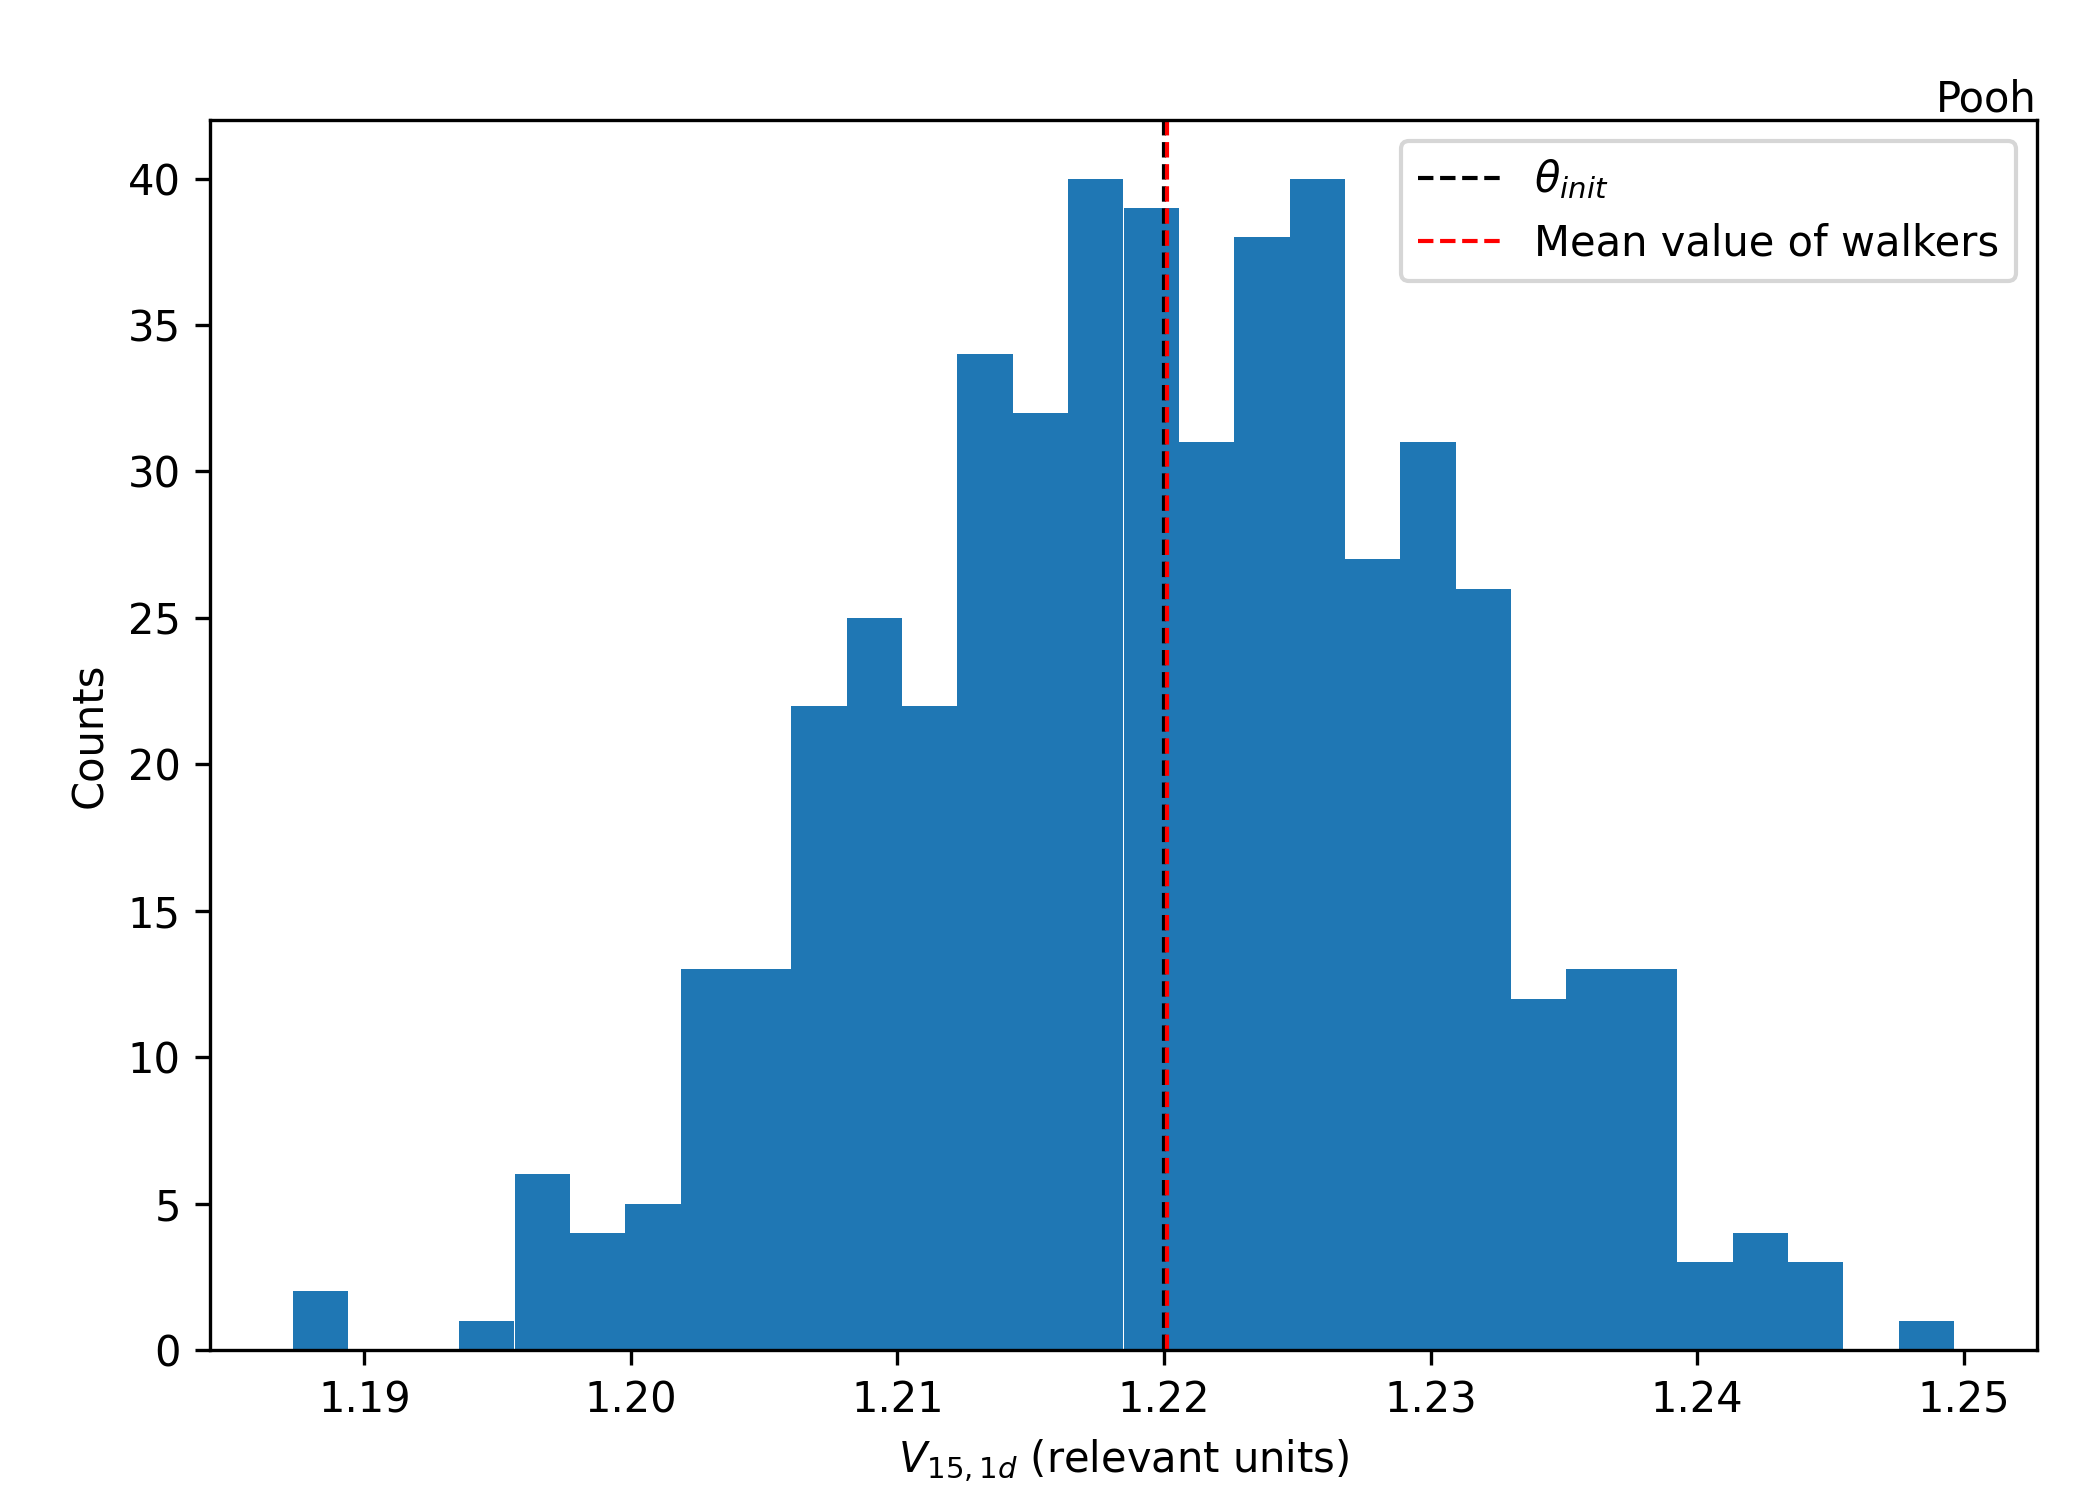 Pooh
θinit
Mean value of walkers
40
35
30
25
20
15
10
5
0
Counts
1.19 1.20 1.21 1.22 1.23 1.24 1.25
V15, 1d (relevant units)